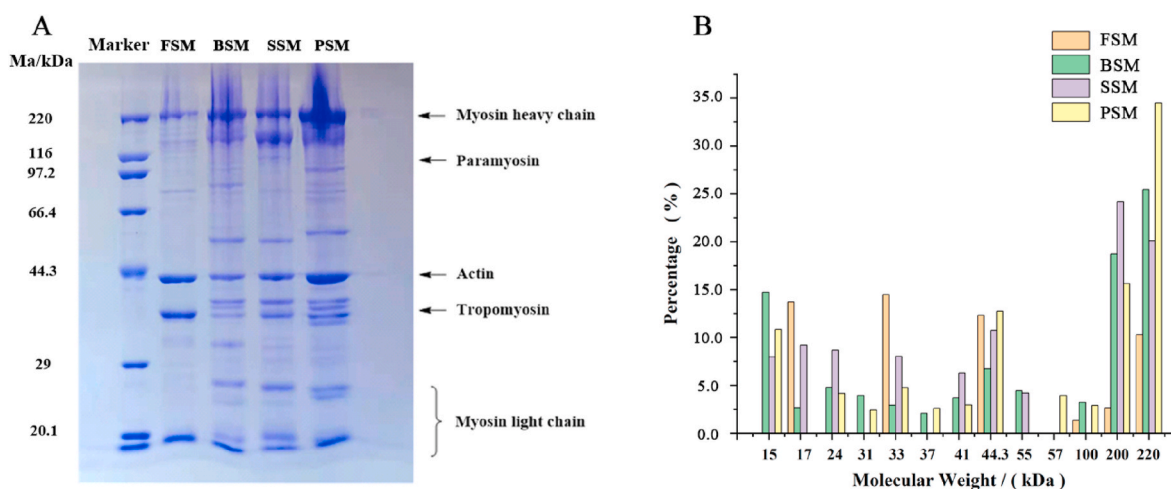 A
Marker FSM BSM SSM PSM
Ma/kDa
220
116
97.2
66.4
44.3
29
20.1
Myosin heavy chain
Paramyosin
Actin
Tropomyosin
Myosin light chain
B
FSM
BSM
SSM
PSM
Percentage ( % )
35.0
30.0
25.0
20.0
15.0
10.0
5.0
0.0
15 17 24 31 33 37 41 44.3 55 57 100 200 220
Molecular Weight / ( kDa )